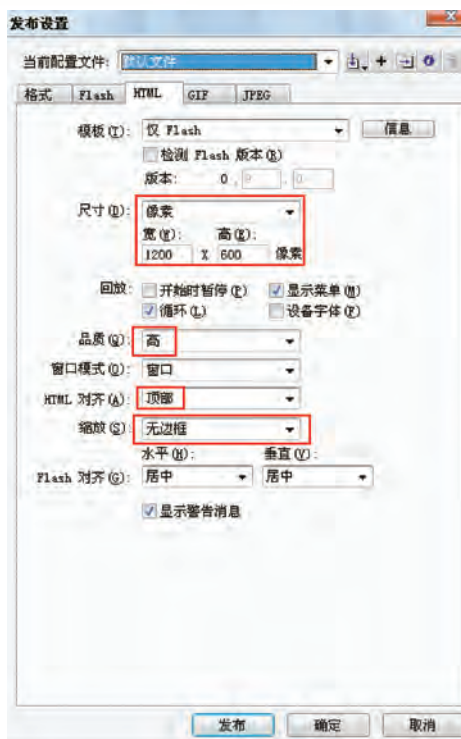 发布设置
当前配置文件: 默认文件
格式 Flash HTML GIF JPEG
模板(T): 仅 Flash 信息
检测 Flash 版本(R)
版本: 0 . 9 . 0
尺寸(D): 像素
宽(W): 高(E):
1200 X 600 像素
回放: 开始时暂停(P) 显示菜单(M)
循环(L) 设备字体(F)
品质(Q): 高
窗口模式(O): 窗口
HTML 对齐(A): 顶部
缩放(S): 无边框
水平(H): 垂直(V):
Flash 对齐(G): 居中 居中
显示警告消息
发布 确定 取消